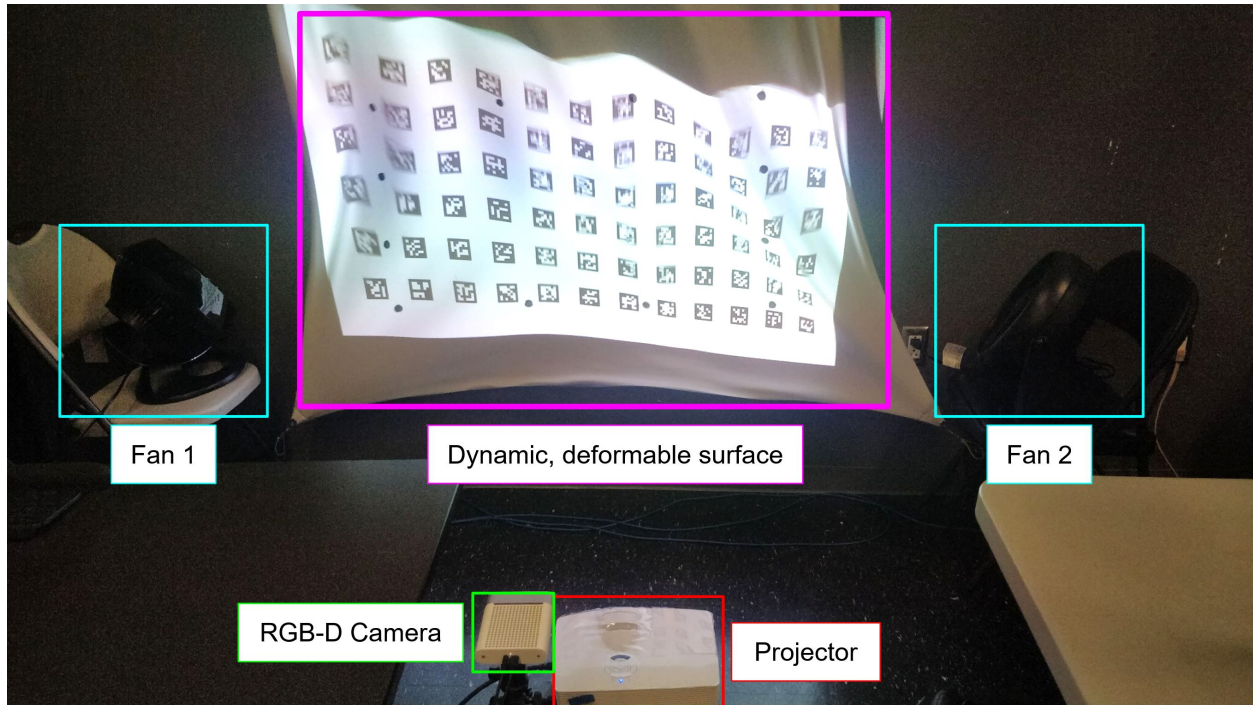 Fan 1
Dynamic, deformable surface
Fan 2
RGB-D Camera
Projector